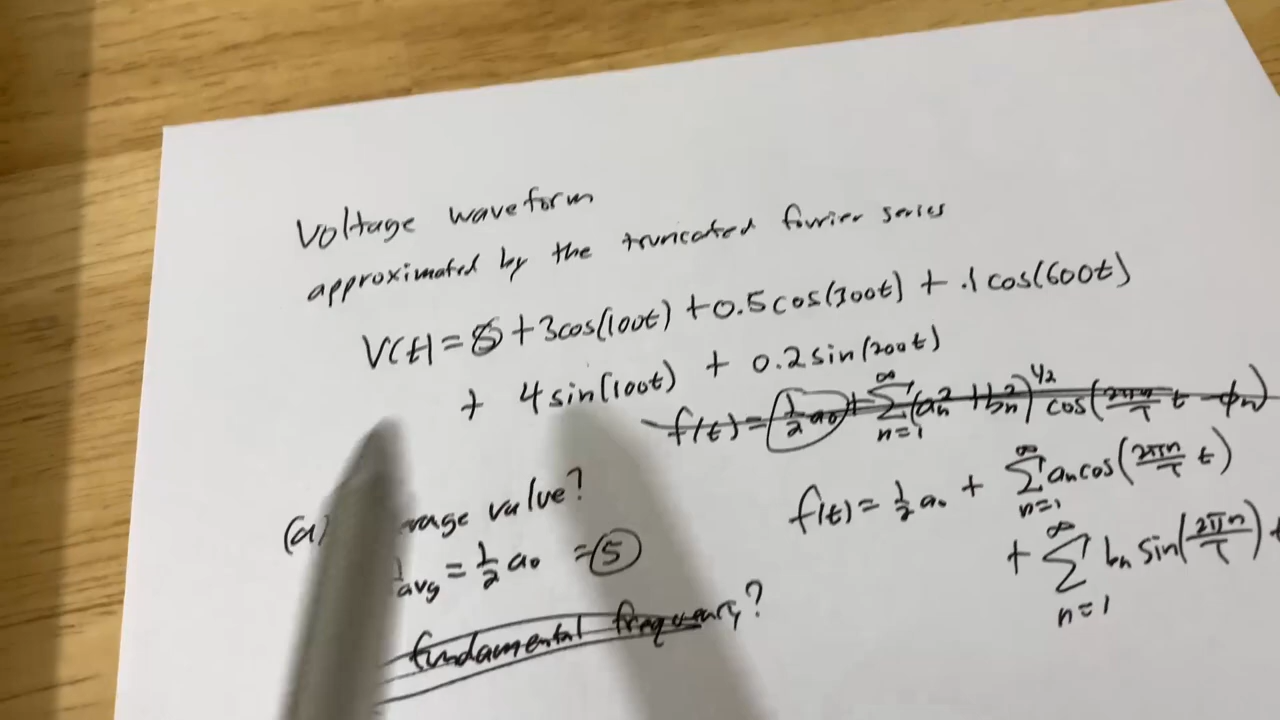 Voltage waveform
approximated by the truncated fourier series
V(t) = 5 + 3cos(100t) + 0.5cos(300t) + .1cos(600t)
+ 4sin(100t) + 0.2sin(200t)
f(t) = 1/2 a₀ + ∞∑n=1 (aₙ² + bₙ²)^1/2 cos(2πn/T t - ϕₙ)
f(t) = 1/2 a₀ + ∞∑n=1 aₙcos(2πn/T t)
+ ∞∑n=1 bₙ sin(2πn/T)
(a) value?
avg = 1/2 a₀ = 5
fundamental frequency?